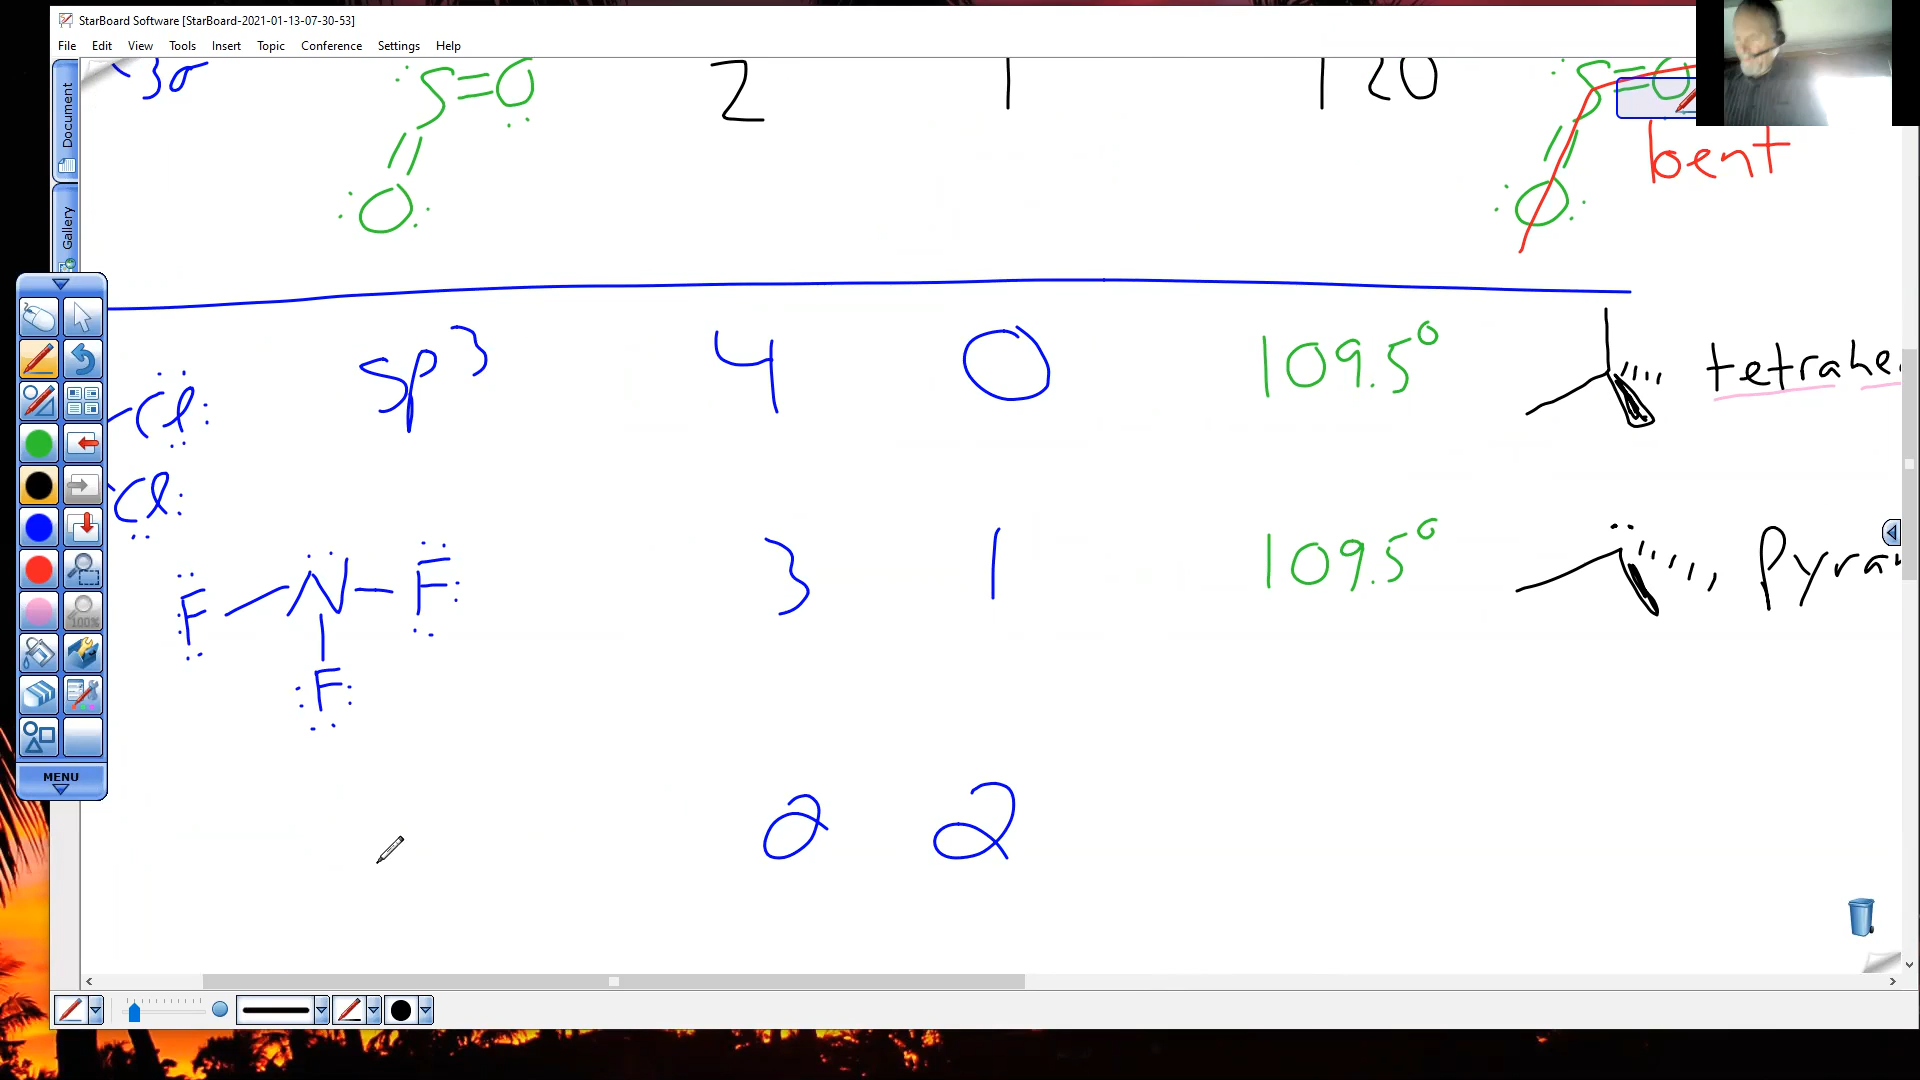 StarBoard Software [StarBoard-2021-01-13-07-30-53]
File Edit View Tools Insert Topic Conference Settings Help
Document
Gallery
3σ
:S=O
2 1 120
:S=O
O
O
bent
sp3 4 0 109.5° tetrahe
Cl:
Cl:
F-N-F: 3 1 109.5° pyra
:F:
2 2
100%
MENU